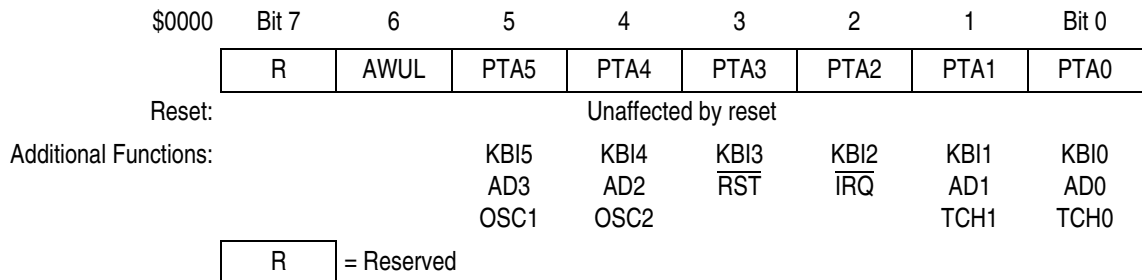 $0000 Bit 7 6 5 4 3 2 1 Bit 0
R AWUL PTA5 PTA4 PTA3 PTA2 PTA1 PTA0
Reset: Unaffected by reset
Additional Functions: KBI5 KBI4 KBI3 KBI2 KBI1 KBI0
AD3 AD2 R̅S̅T̅ I̅R̅Q̅ AD1 AD0
OSC1 OSC2 TCH1 TCH0
R = Reserved